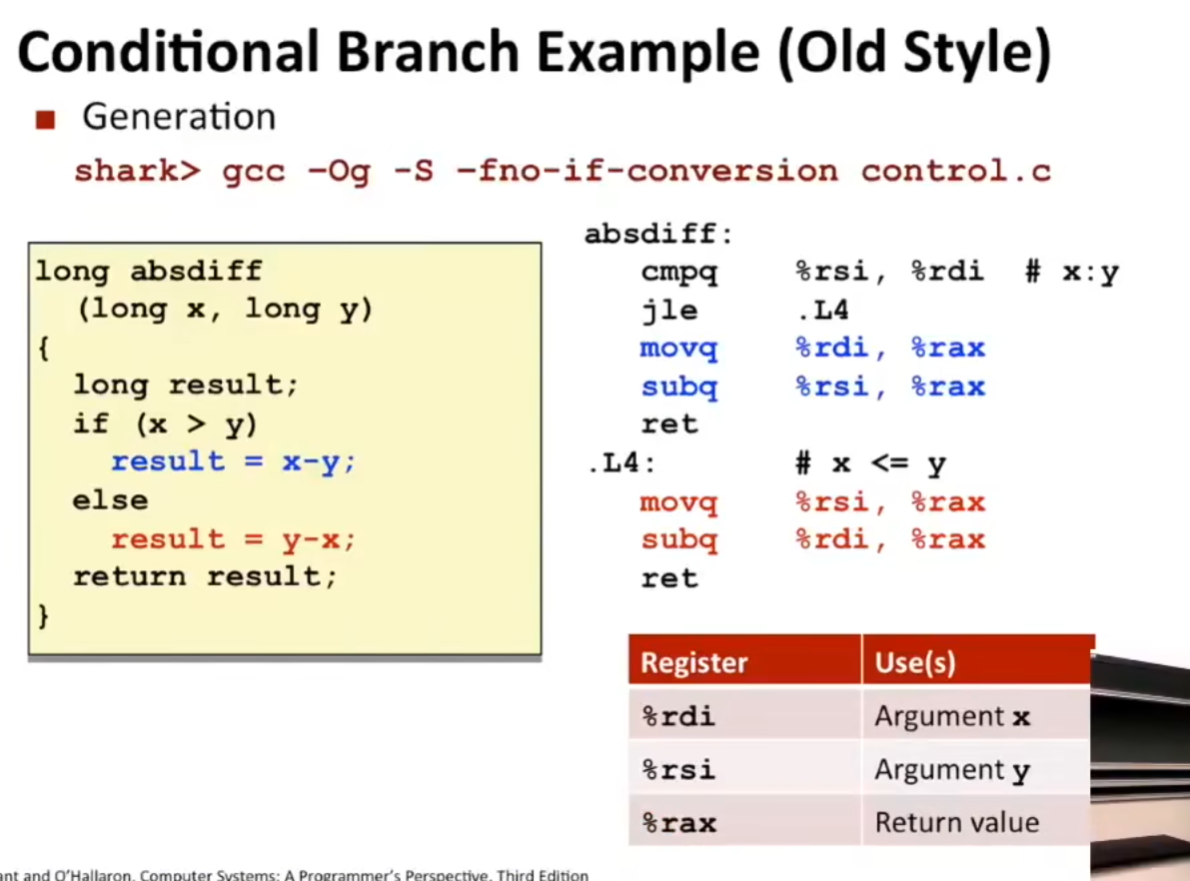 Conditional Branch Example (Old Style)
Generation
shark> gcc –Og -S –fno-if-conversion control.c
long absdiff
(long x, long y)
{
long result;
if (x > y)
result = x-y;
else
result = y-x;
return result;
}
absdiff:
cmpq %rsi, %rdi # x:y
jle .L4
movq %rdi, %rax
subq %rsi, %rax
ret
.L4: # x <= y
movq %rsi, %rax
subq %rdi, %rax
ret
Register Use(s)
%rdi Argument x
%rsi Argument y
%rax Return value
and O'Hallaron, Computer Systems: A Programmer's Perspective, Third Edition